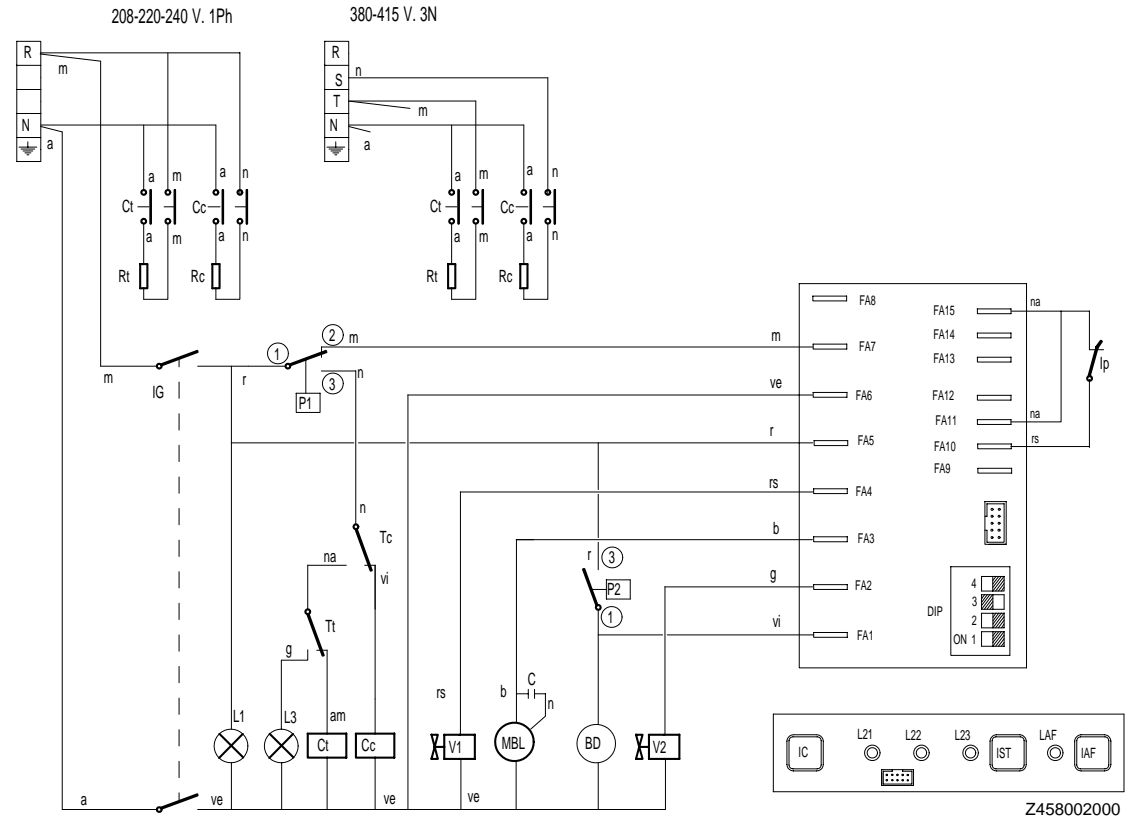 208-220-240 V. 1Ph
380-415 V. 3N
R
R
m
S
n
T
m
N
N
a
a
a
m
a
n
a
m
a
n
Ct
Cc
Ct
Cc
a
m
a
n
a
m
a
n
Rt
Rc
Rt
Rc
FA8
FA15
na
FA14
2
m
m
FA7
1
FA13
Ip
m
r
3
n
IG
P1
ve
FA6
FA12
FA11
na
r
FA5
FA10
rs
FA9
rs
FA4
n
b
FA3
Tc
na
r
3
vi
P2
g
FA2
4
3
DIP
2
ON 1
1
Tt
vi
FA1
g
rs
b
C
n
L1
L3
am
Ct
Cc
V1
MBL
BD
V2
L21
L22
L23
LAF
IC
IST
IAF
a
ve
ve
ve
Z458002000